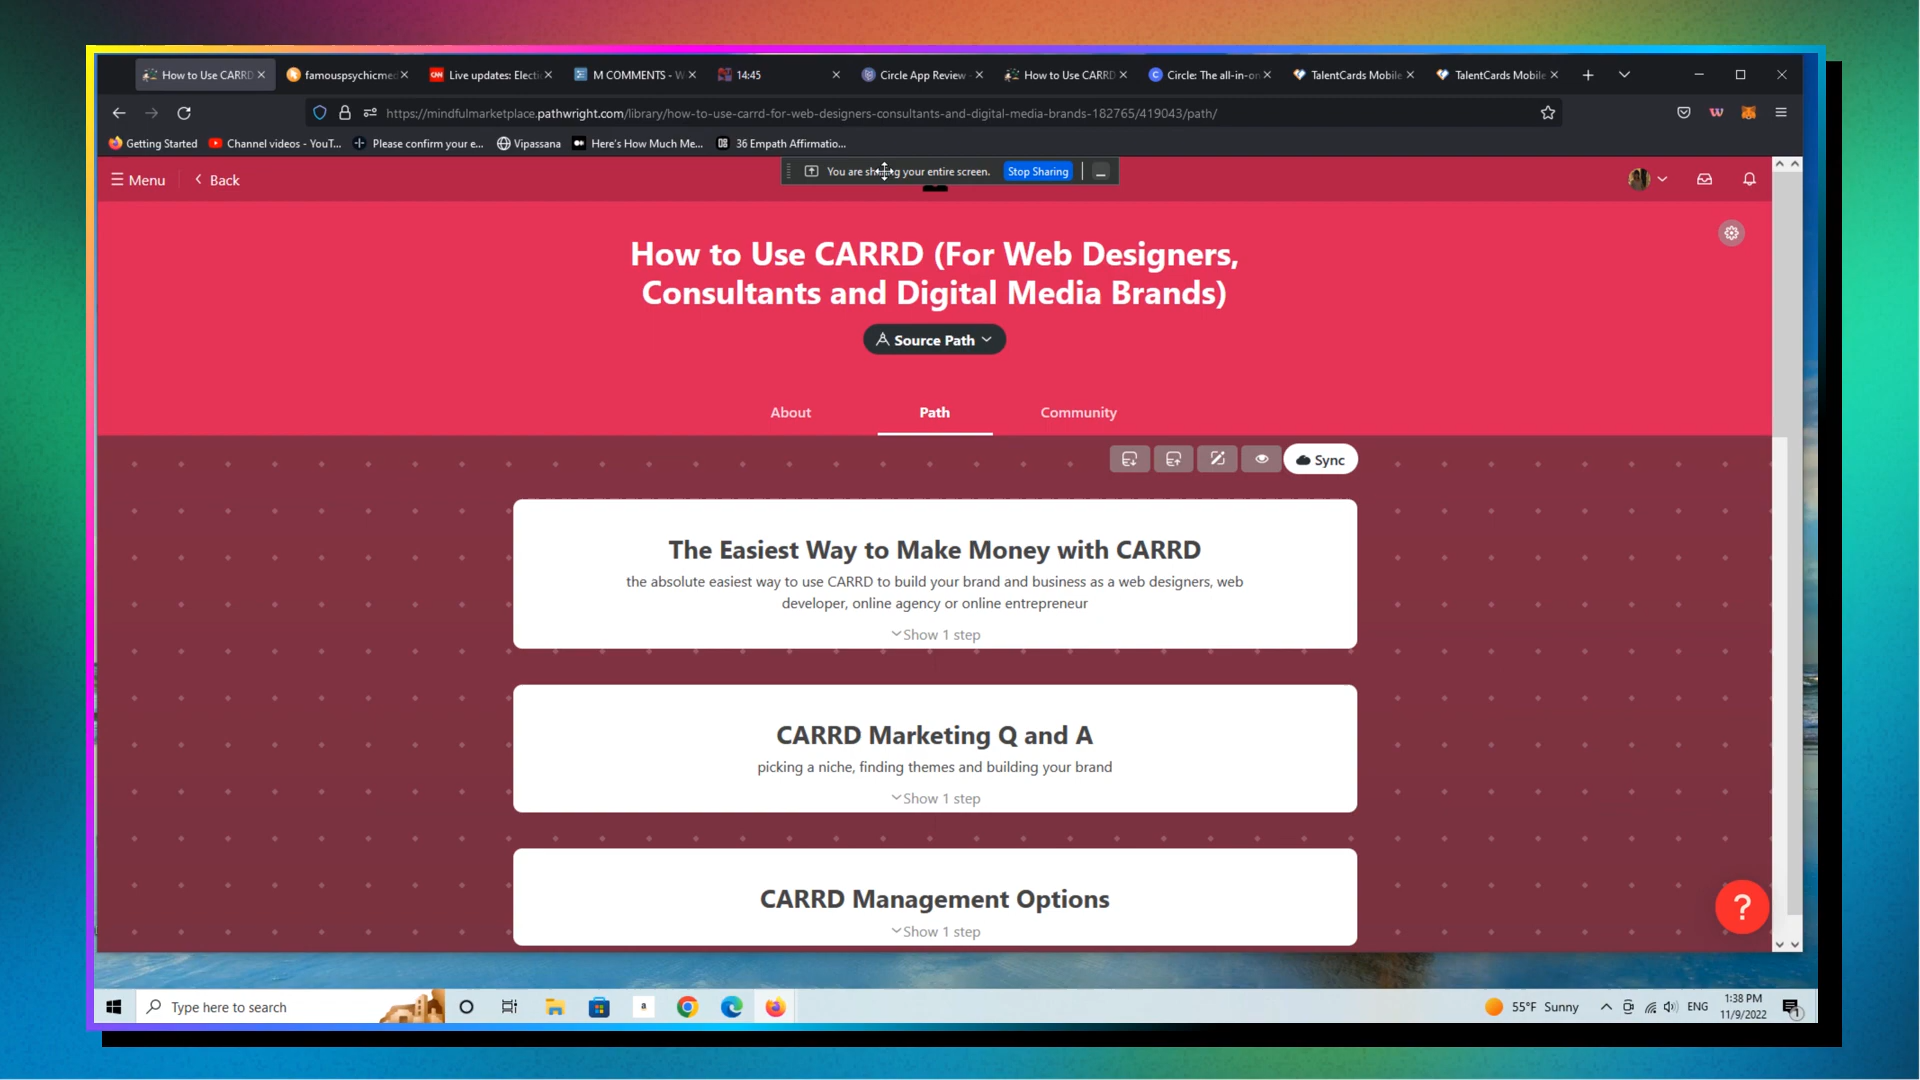 How to Use CARRD
famouspsychicmed
Live updates: Electi
M COMMENTS - W
14:45
Circle App Review -
How to Use CARRD
Circle: The all-in-on
TalentCards Mobile
TalentCards Mobile
https://mindfulmarketplace.pathwright.com/library/how-to-use-carrd-for-web-designers-consultants-and-digital-media-brands-182765/419043/path/
Getting Started
Channel videos - YouT...
Please confirm your e...
Vipassana
Here's How Much Me...
36 Empath Affirmatio...
Menu
Back
You are sharing your entire screen.
Stop Sharing
How to Use CARRD (For Web Designers,
Consultants and Digital Media Brands)
Source Path
About
Path
Community
Sync
The Easiest Way to Make Money with CARRD
the absolute easiest way to use CARRD to build your brand and business as a web designers, web
developer, online agency or online entrepreneur
Show 1 step
CARRD Marketing Q and A
picking a niche, finding themes and building your brand
Show 1 step
CARRD Management Options
Show 1 step
?
Type here to search
55°F Sunny
ENG
1:38 PM
11/9/2022